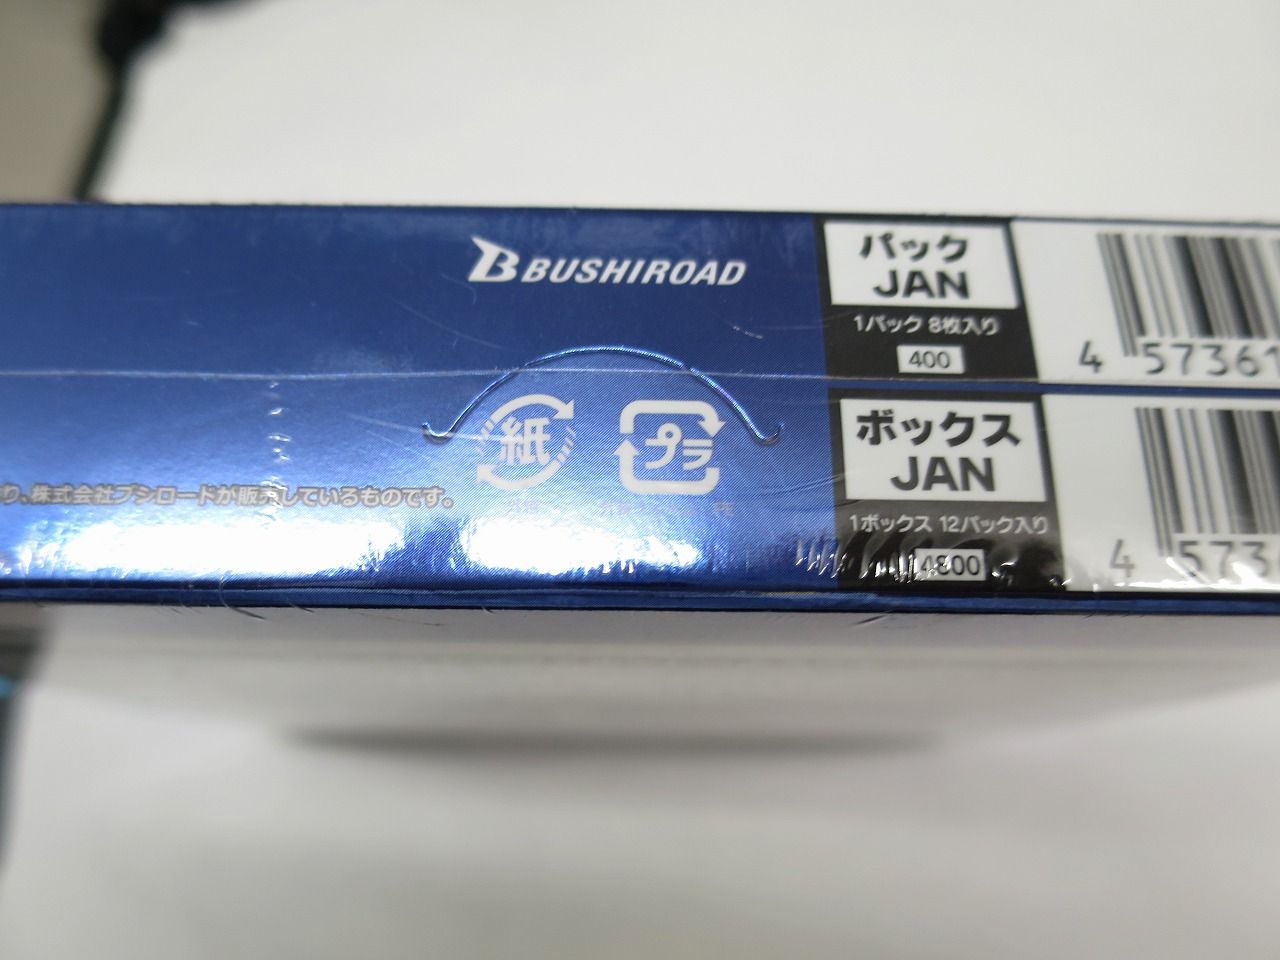 BUSHIROAD
パック
JAN
1パック 8枚入り
400
4 57361
紙
プラ
PE
り、株式会社ブシロードが販売しているものです。
ボックス
JAN
1ボックス 12パック入り
4800
4 573